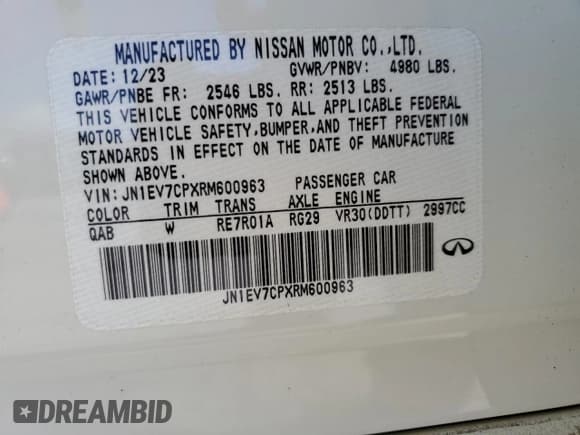 MANUFACTURED BY NISSAN MOTOR CO.,LTD.
DATE: 12/23 GVWR/PNBV: 4980 LBS.
GAWR/PNBE FR: 2546 LBS. RR: 2513 LBS.
THIS VEHICLE CONFORMS TO ALL APPLICABLE FEDERAL
MOTOR VEHICLE SAFETY,BUMPER,AND THEFT PREVENTION
STANDARDS IN EFFECT ON THE DATE OF MANUFACTURE
SHOWN ABOVE.
VIN: JN1EV7CPXRM600963 PASSENGER CAR
COLOR TRIM TRANS AXLE ENGINE
QAB W RE7R01A RG29 VR30(DDTT) 2997CC
JN1EV7CPXRM600963
INFINITI
DREAMBID